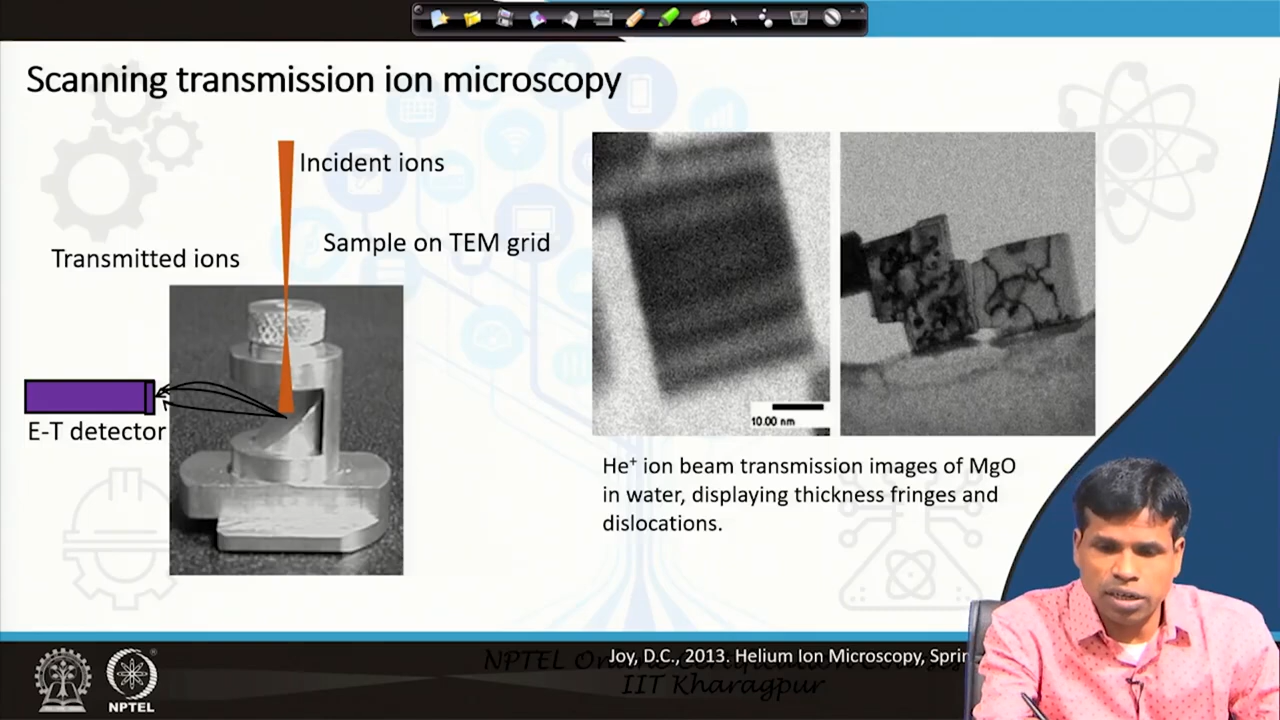 Scanning transmission ion microscopy
Incident ions
Sample on TEM grid
Transmitted ions
E-T detector
10.00 nm
He⁺ ion beam transmission images of MgO
in water, displaying thickness fringes and
dislocations.
Joy, D.C., 2013. Helium Ion Microscopy, Sprin
NPTEL
IIT Kharagpur
NPTEL